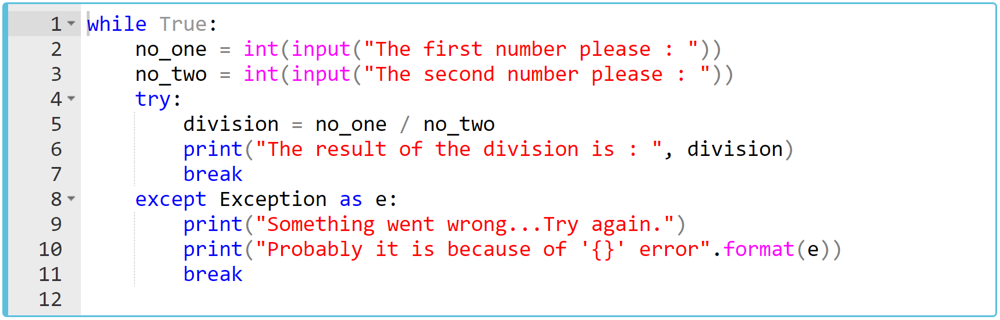 1 while True:
2     no_one = int(input("The first number please : "))
3     no_two = int(input("The second number please : "))
4     try:
5         division = no_one / no_two
6         print("The result of the division is : ", division)
7         break
8     except Exception as e:
9         print("Something went wrong...Try again.")
10         print("Probably it is because of '{}' error".format(e))
11         break
12